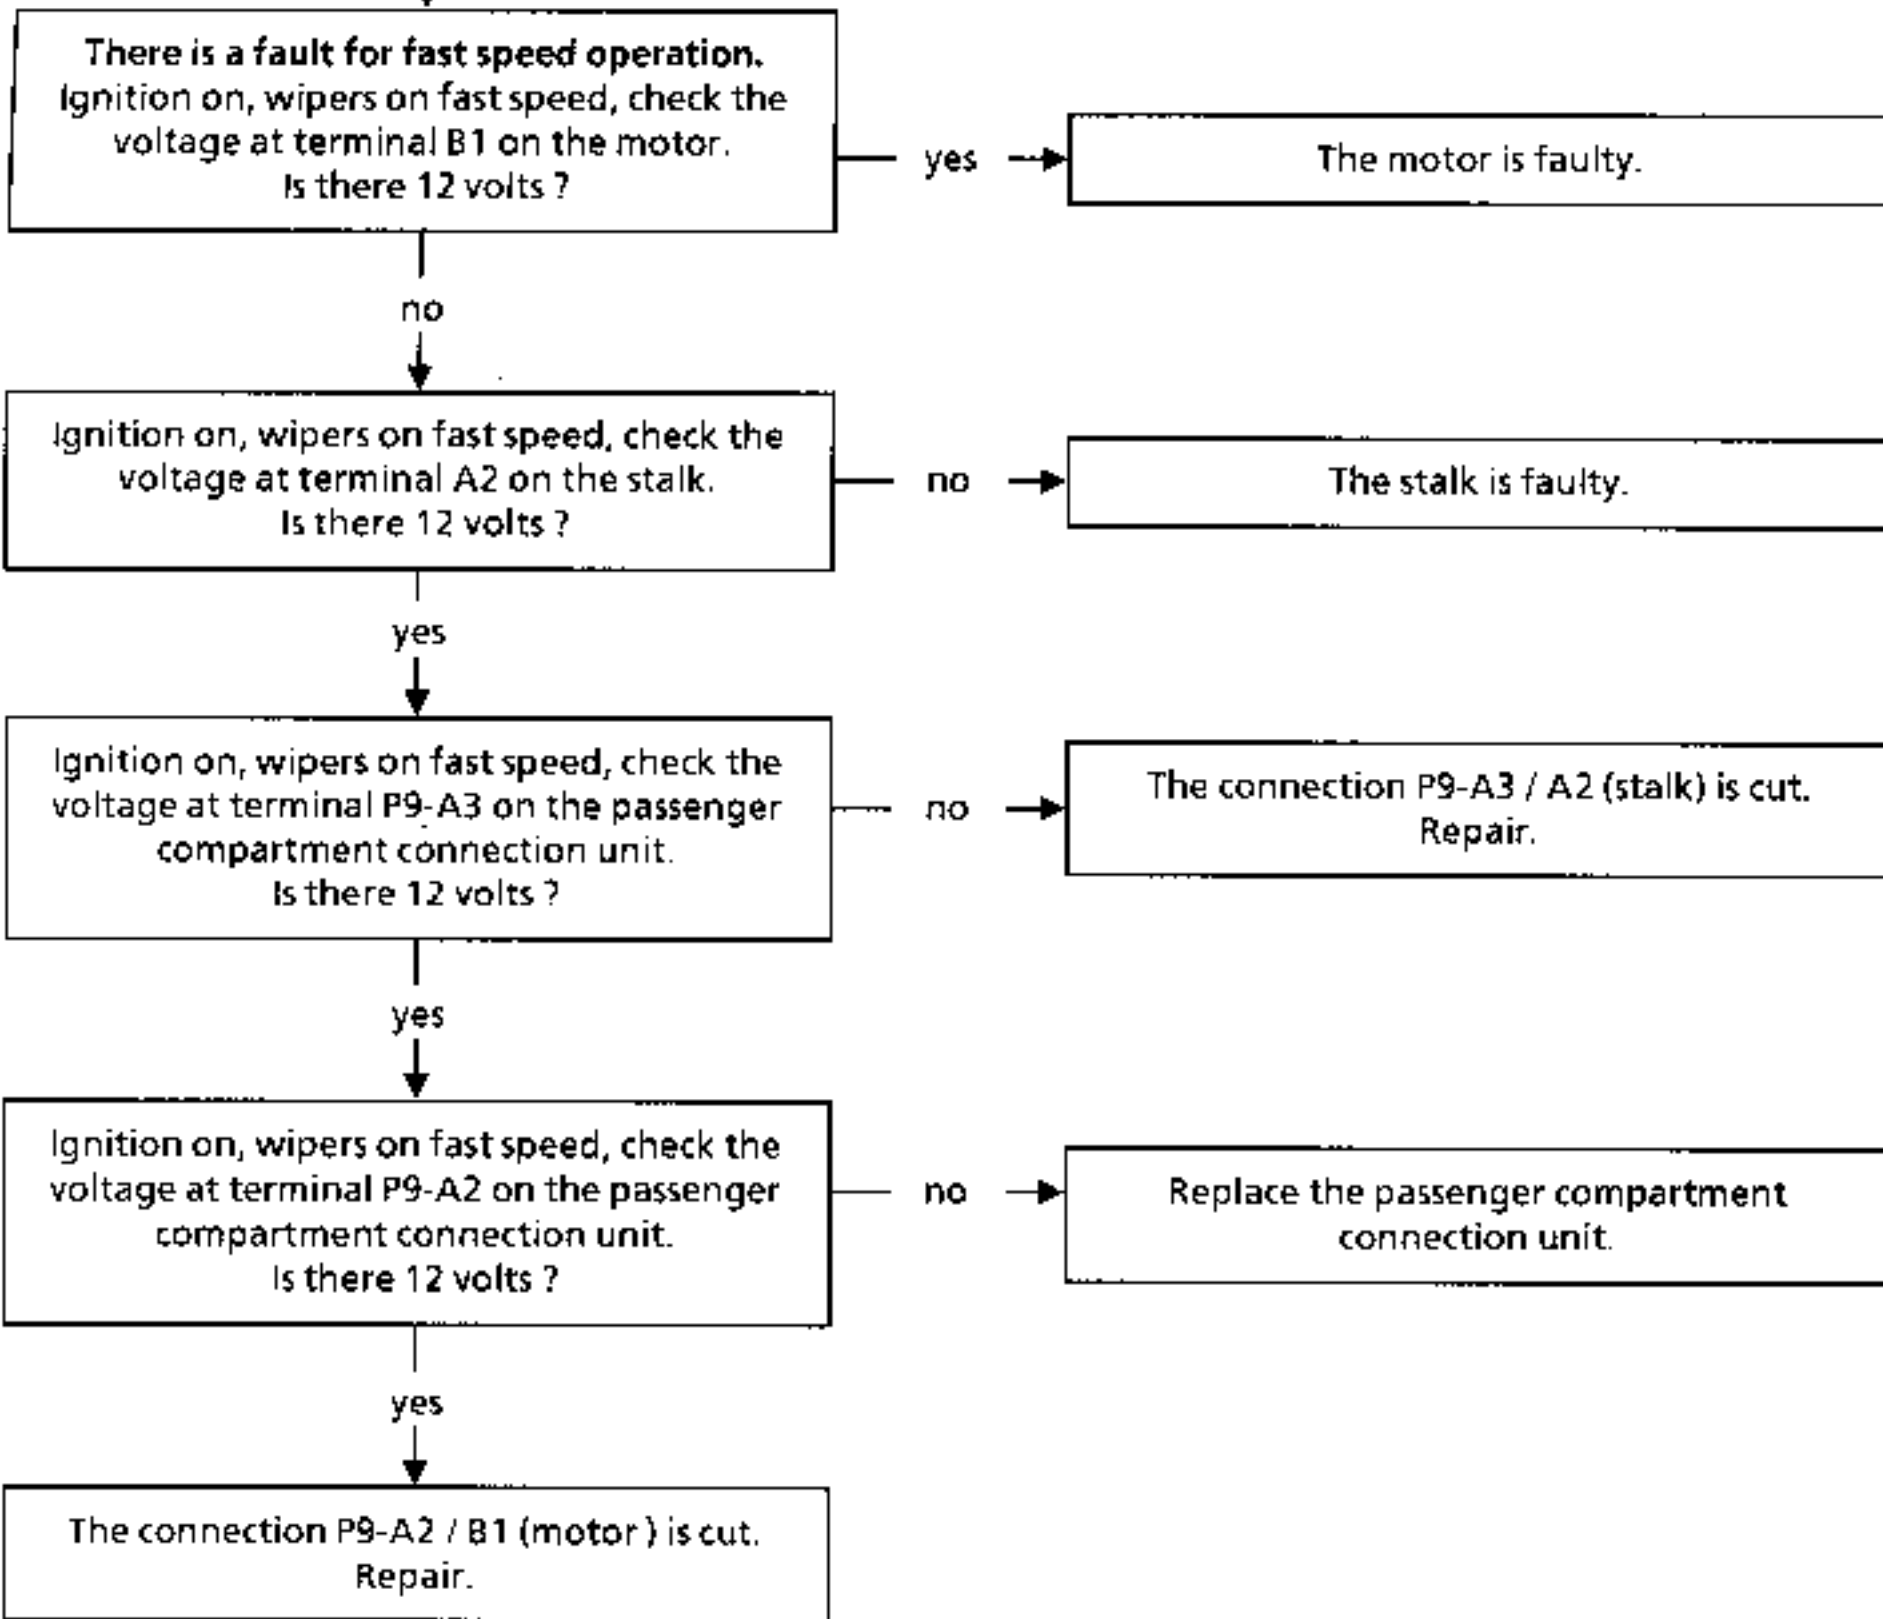 There is a fault for fast speed operation.
Ignition on, wipers on fast speed, check the
voltage at terminal B1 on the motor.
Is there 12 volts ?
yes
The motor is faulty.
no
Ignition on, wipers on fast speed, check the
voltage at terminal A2 on the stalk.
Is there 12 volts ?
no
The stalk is faulty.
yes
Ignition on, wipers on fast speed, check the
voltage at terminal P9-A3 on the passenger
compartment connection unit.
Is there 12 volts ?
no
The connection P9-A3 / A2 (stalk) is cut.
Repair.
yes
Ignition on, wipers on fast speed, check the
voltage at terminal P9-A2 on the passenger
compartment connection unit.
Is there 12 volts ?
no
Replace the passenger compartment
connection unit.
yes
The connection P9-A2 / B1 (motor ) is cut.
Repair.